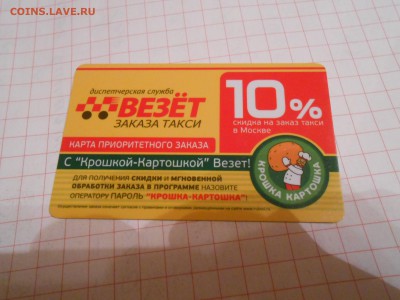 COINS.LAVE.RU
диспетчерская служба
ВЕЗЁТ
ЗАКАЗА ТАКСИ
10%
скидка на заказ такси
в Москве
КАРТА ПРИОРИТЕТНОГО ЗАКАЗА
С "Крошкой-Картошкой" Везет!
КРОШКА КАРТОШКА
ДЛЯ ПОЛУЧЕНИЯ СКИДКИ И МГНОВЕННОЙ
ОБРАБОТКИ ЗАКАЗА В ПРОГРАММЕ НАЗОВИТЕ
ОПЕРАТОРУ ПАРОЛЬ "КРОШКА-КАРТОШКА"!